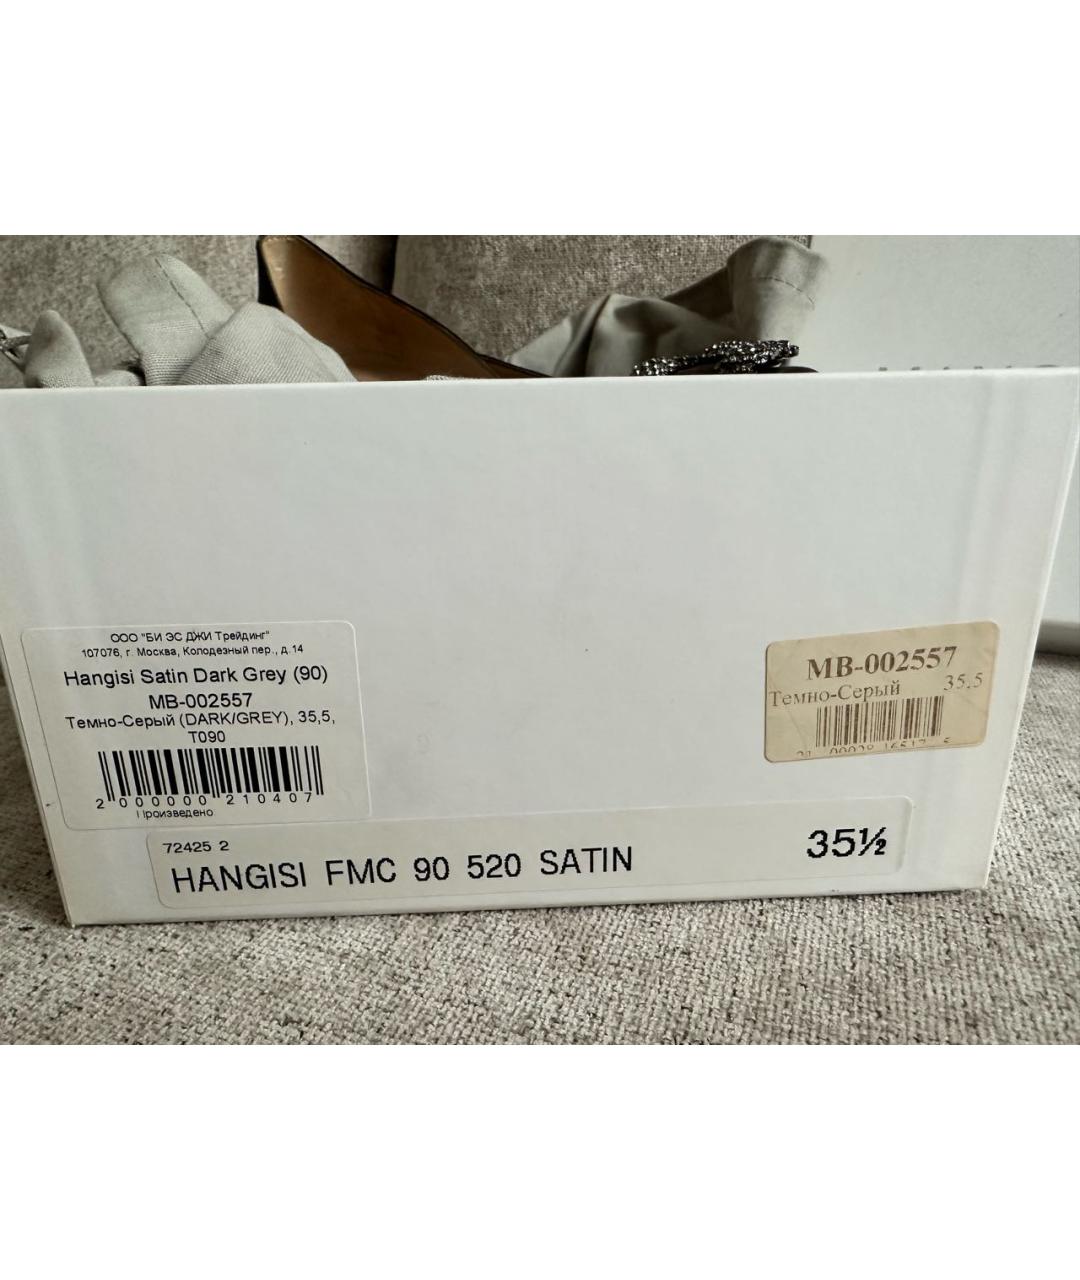 ООО "БИ ЭС ДЖИ Трейдинг"
107076, г. Москва, Колодезный пер., д.14
Hangisi Satin Dark Grey (90)
MB-002557
Темно-Серый (DARK/GREY), 35,5,
T090
2 000000 210407
Произведено
MB-002557
Темно-Серый 35,5
72425 2
HANGISI FMC 90 520 SATIN 35½